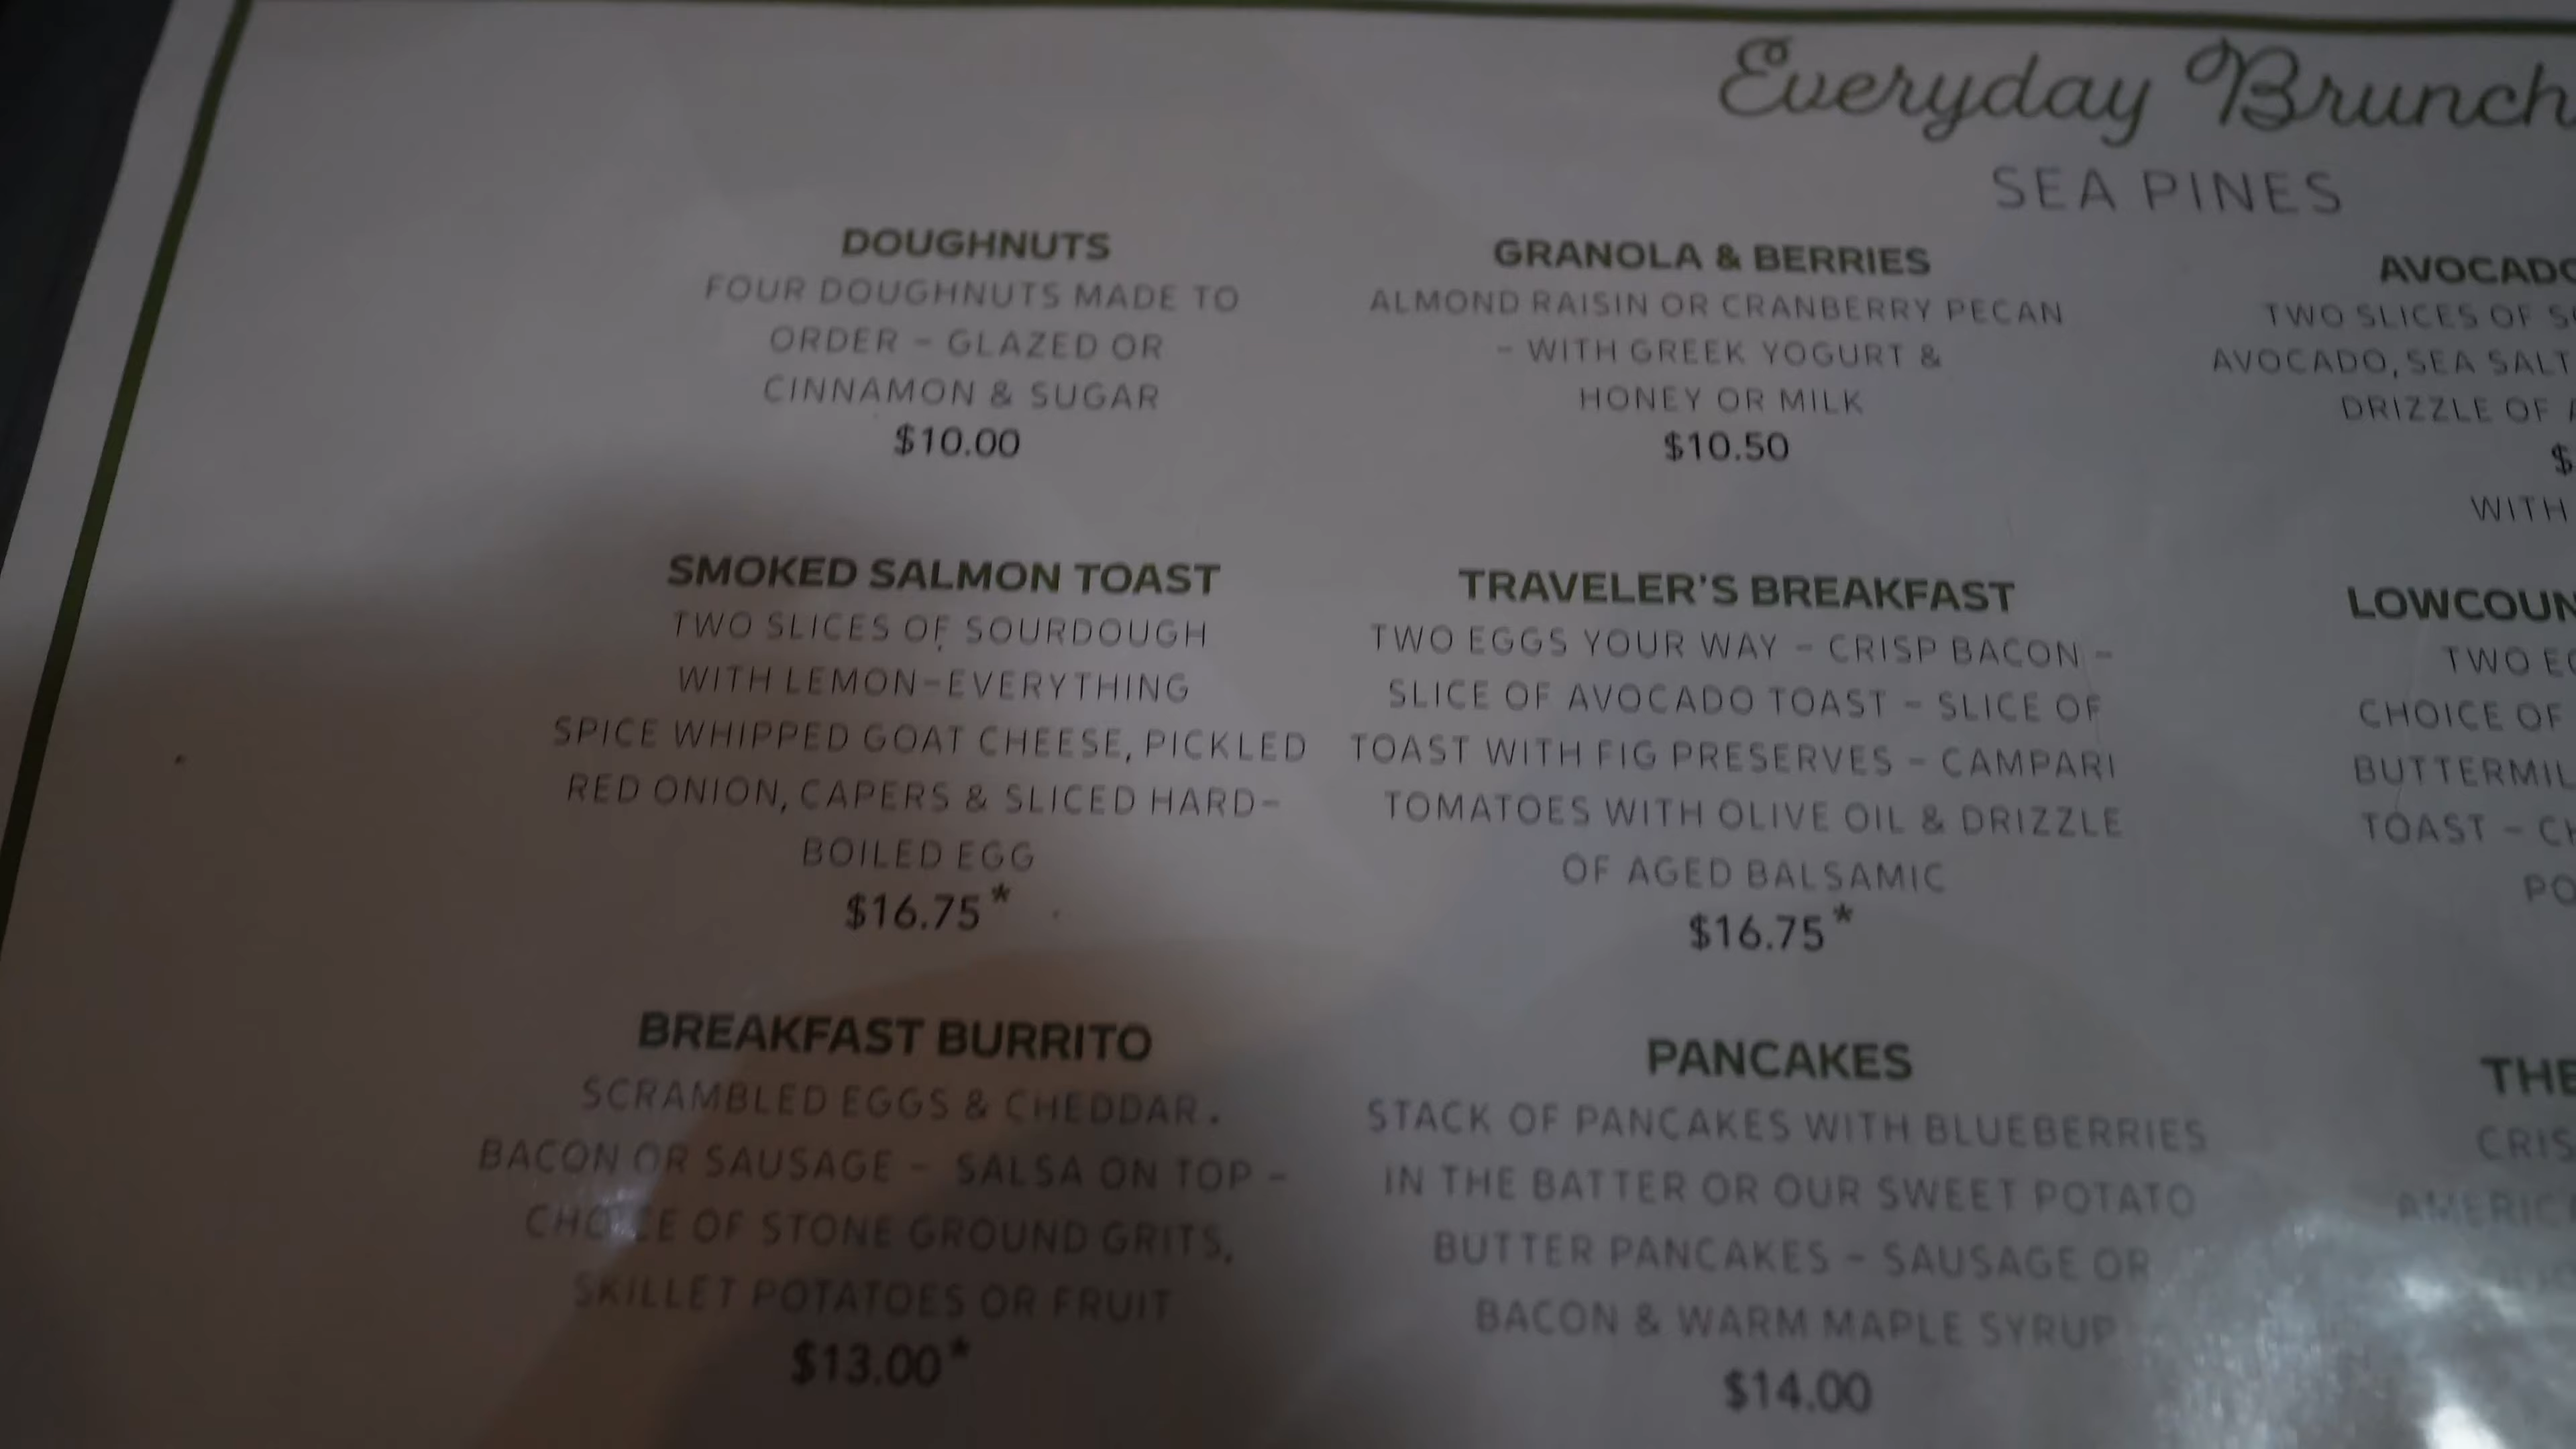 Everyday Brunch
SEA PINES
DOUGHNUTS
FOUR DOUGHNUTS MADE TO
ORDER – GLAZED OR
CINNAMON & SUGAR
$10.00
GRANOLA & BERRIES
ALMOND RAISIN OR CRANBERRY PECAN
– WITH GREEK YOGURT &
HONEY OR MILK
$10.50
AVOCADO
TWO SLICES OF
AVOCADO, SEA SALT
DRIZZLE OF
$
WITH
SMOKED SALMON TOAST
TWO SLICES OF SOURDOUGH
WITH LEMON-EVERYTHING
SPICE WHIPPED GOAT CHEESE, PICKLED
RED ONION, CAPERS & SLICED HARD-
BOILED EGG
$16.75*
TRAVELER'S BREAKFAST
TWO EGGS YOUR WAY – CRISP BACON –
SLICE OF AVOCADO TOAST – SLICE OF
TOAST WITH FIG PRESERVES – CAMPARI
TOMATOES WITH OLIVE OIL & DRIZZLE
OF AGED BALSAMIC
$16.75*
TWO
CHOICE OF
TOAST –
BREAKFAST BURRITO
SCRAMBLED EGGS & CHEDDAR.
BACON OR SAUSAGE – SALSA ON TOP –
CHOICE OF STONE GROUND GRITS,
SKILLET POTATOES OR FRUIT
$13.00*
PANCAKES
STACK OF PANCAKES WITH BLUEBERRIES
IN THE BATTER OR OUR SWEET POTATO
BUTTER PANCAKES – SAUSAGE OR
BACON & WARM MAPLE SYRUP
$14.00
THE